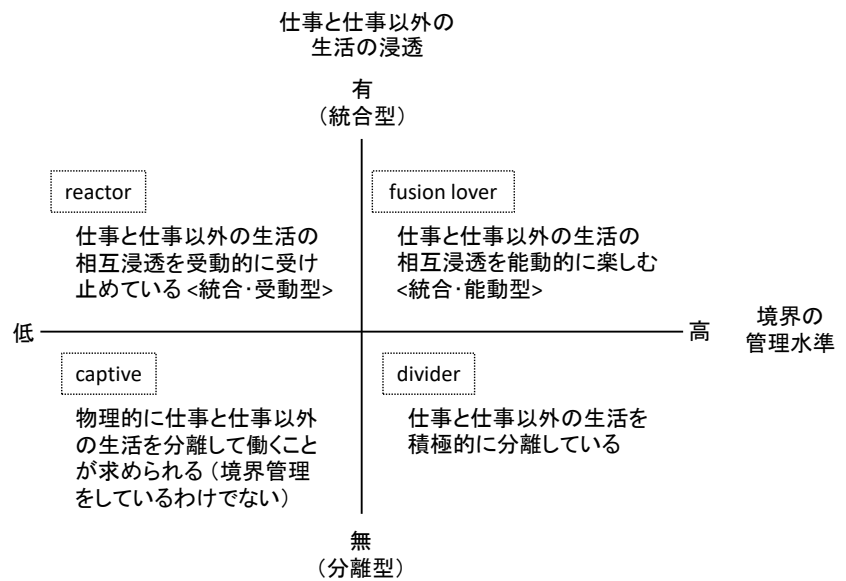 仕事と仕事以外の
生活の浸透
有
（統合型）
reactor
仕事と仕事以外の生活の
相互浸透を受動的に受け
止めている <統合･受動型>
fusion lover
仕事と仕事以外の生活の
相互浸透を能動的に楽しむ
<統合･能動型>
低
高
境界の
管理水準
captive
物理的に仕事と仕事以外
の生活を分離して働くこと
が求められる（境界管理
をしているわけでない）
divider
仕事と仕事以外の生活を
積極的に分離している
無
（分離型）